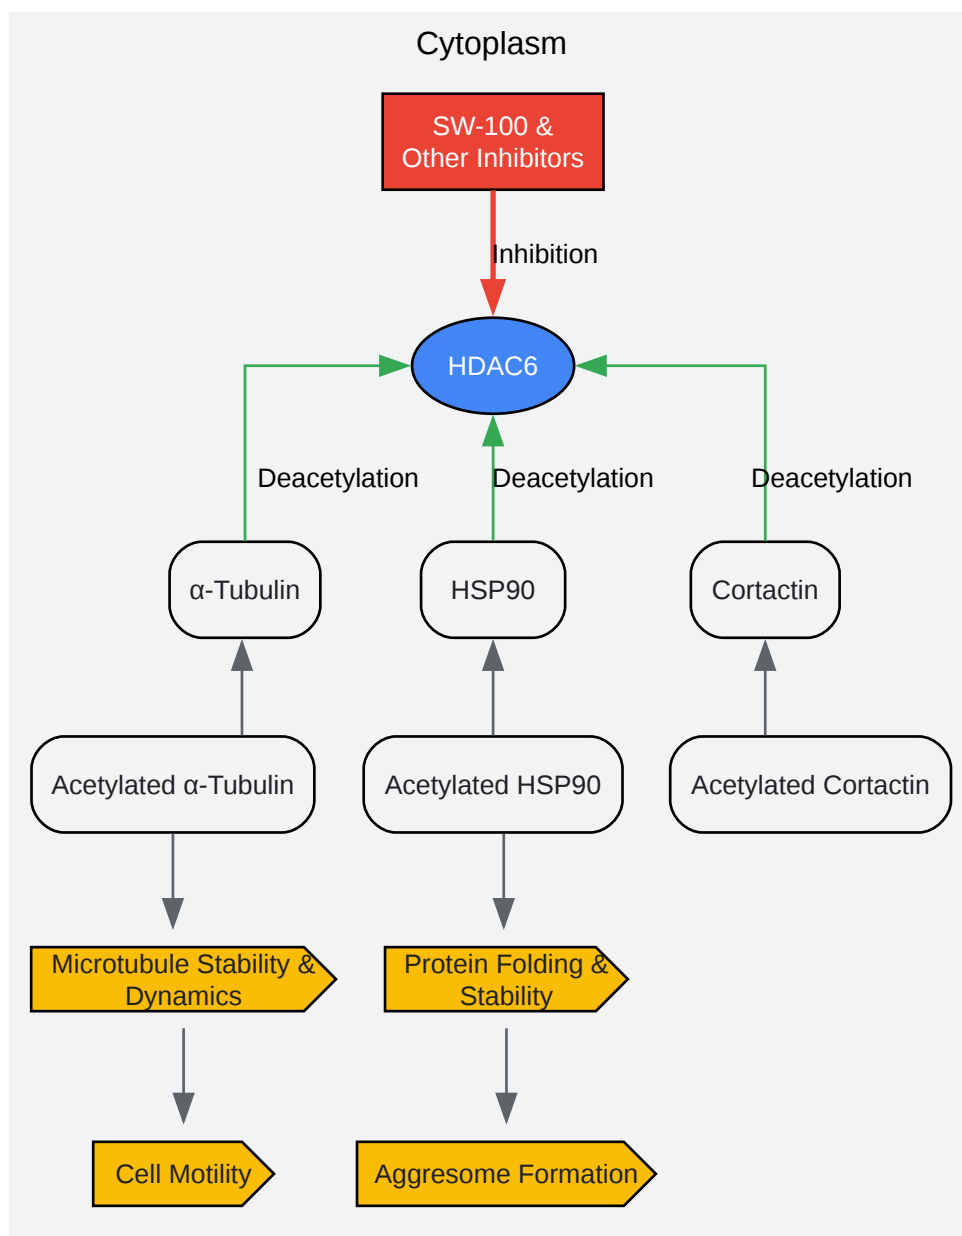 Cytoplasm
SW-100 &
Other Inhibitors
Inhibition
HDAC6
Deacetylation
Deacetylation
Deacetylation
α-Tubulin
HSP90
Cortactin
Acetylated α-Tubulin
Acetylated HSP90
Acetylated Cortactin
Microtubule Stability &
Dynamics
Protein Folding &
Stability
Cell Motility
Aggresome Formation